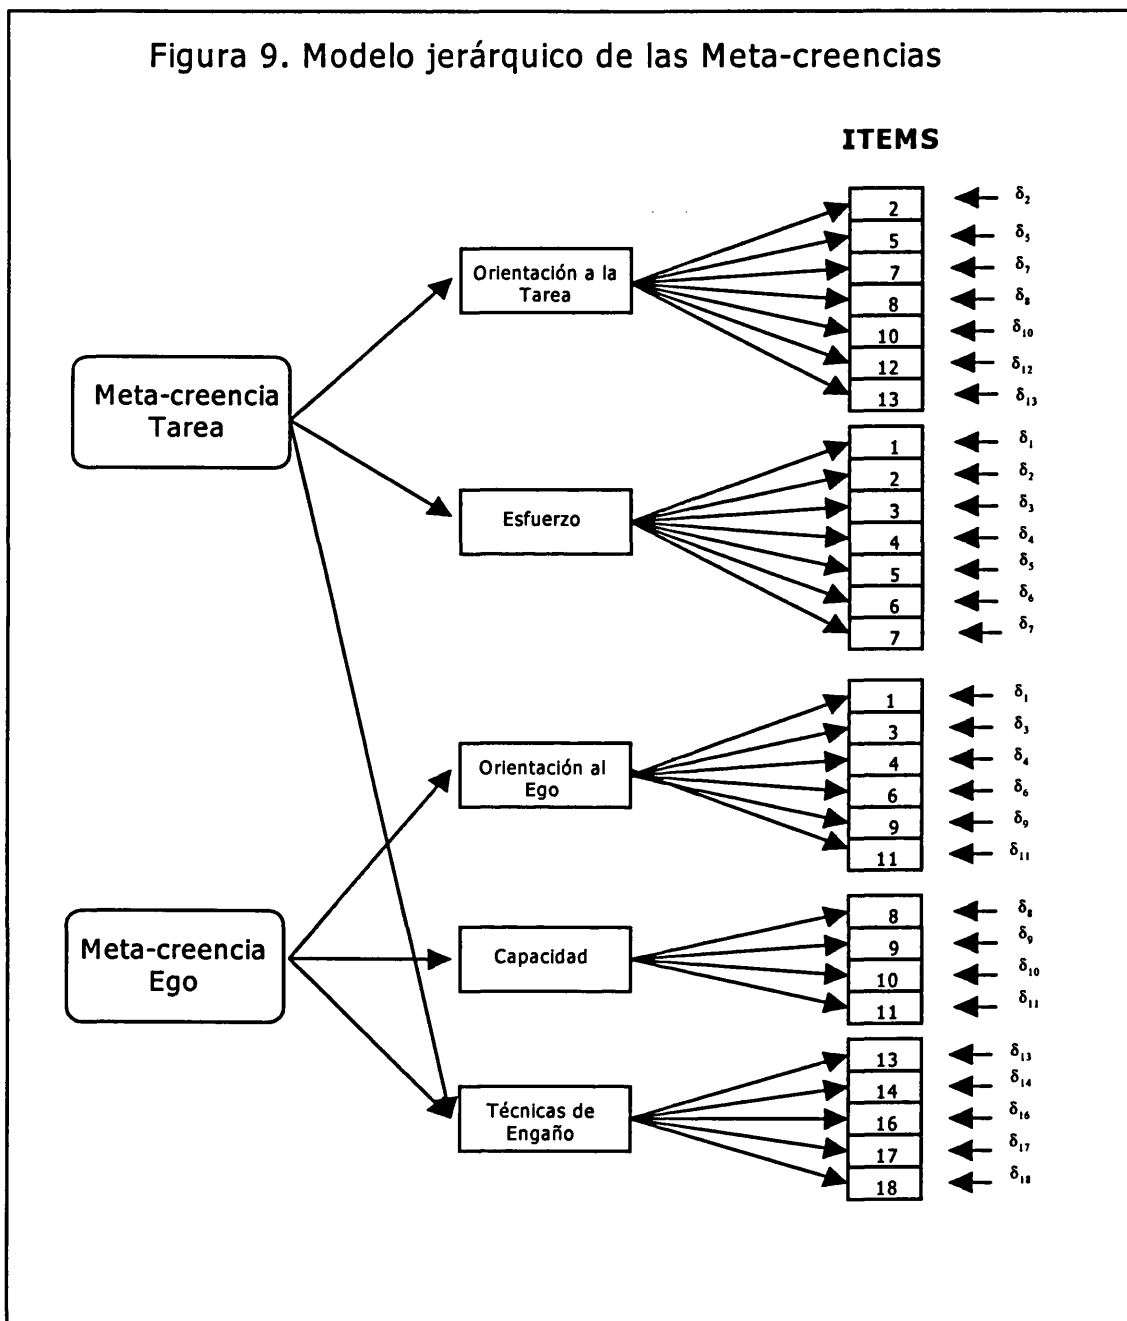 Figura 9. Modelo jerárquico de las Meta-creencias
ITEMS
Meta-creencia
Tarea
Orientación a la
Tarea
2 δ₂
5 δ₅
7 δ₇
8 δ₈
10 δ₁₀
12 δ₁₂
13 δ₁₃
Esfuerzo
1 δ₁
2 δ₂
3 δ₃
4 δ₄
5 δ₅
6 δ₆
7 δ₇
Meta-creencia
Ego
Orientación al
Ego
1 δ₁
3 δ₃
4 δ₄
6 δ₆
9 δ₉
11 δ₁₁
Capacidad
8 δ₈
9 δ₉
10 δ₁₀
11 δ₁₁
Técnicas de
Engaño
13 δ₁₃
14 δ₁₄
16 δ₁₆
17 δ₁₇
18 δ₁₈